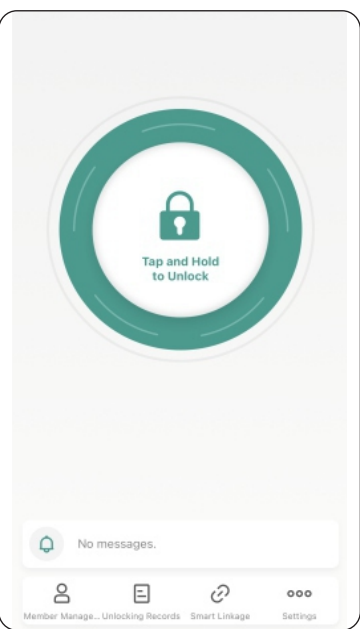 Tap and Hold
to Unlock
No messages.
Member Manage... Unlocking Records Smart Linkage Settings